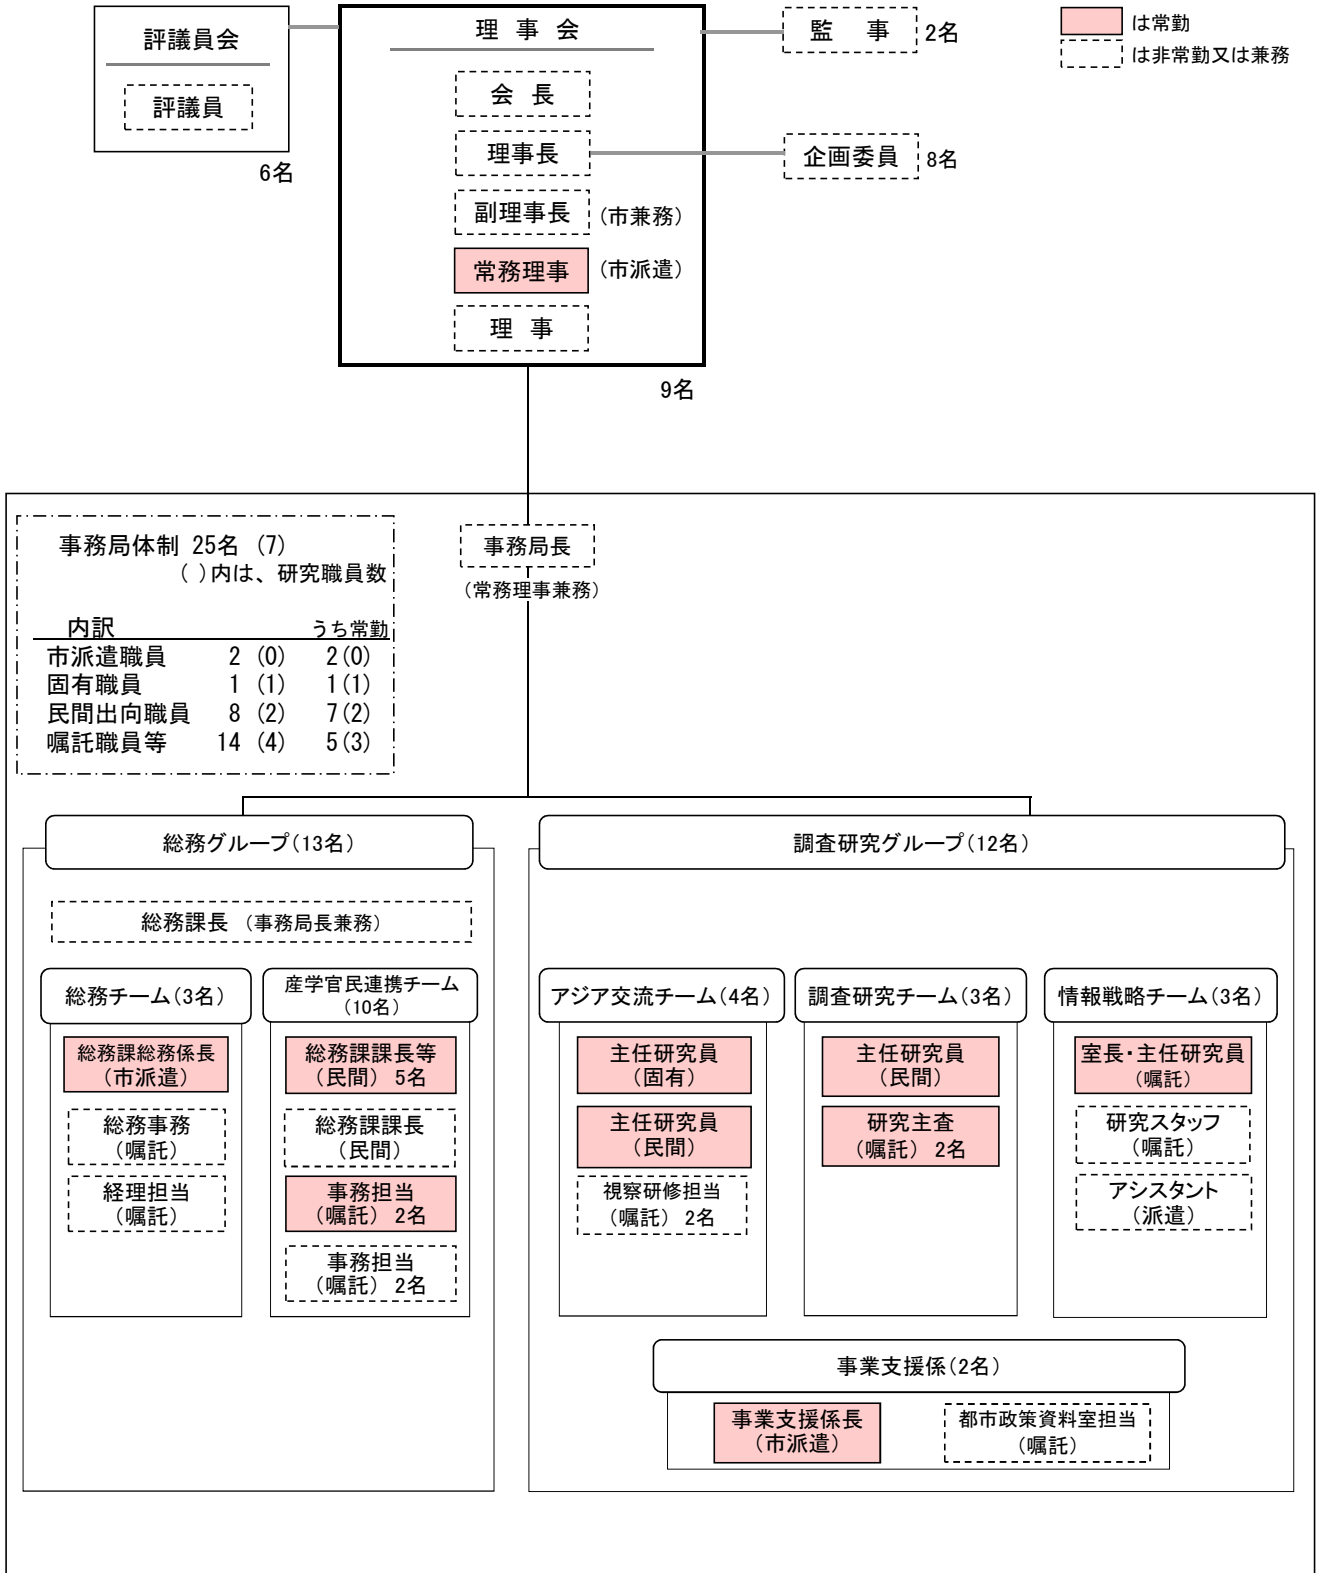 評議員会
評議員
6名
理 事 会
会 長
理事長
副理事長 (市兼務)
常務理事 (市派遣)
理 事
9名
監 事 2名
企画委員 8名
は常勤
は非常勤又は兼務
事務局体制 25名 (7)
( )内は、研究職員数
内訳 うち常勤
市派遣職員 2 (0) 2(0)
固有職員 1 (1) 1(1)
民間出向職員 8 (2) 7(2)
嘱託職員等 14 (4) 5(3)
事務局長
(常務理事兼務)
総務グループ(13名)
総務課長 (事務局長兼務)
総務チーム(3名)
総務課総務係長
(市派遣)
総務事務
(嘱託)
経理担当
(嘱託)
産学官民連携チーム
(10名)
総務課課長等
(民間) 5名
総務課課長
(民間)
事務担当
(嘱託) 2名
事務担当
(嘱託) 2名
調査研究グループ(12名)
アジア交流チーム(4名)
主任研究員
(固有)
主任研究員
(民間)
視察研修担当
(嘱託) 2名
調査研究チーム(3名)
主任研究員
(民間)
研究主査
(嘱託) 2名
情報戦略チーム(3名)
室長・主任研究員
(嘱託)
研究スタッフ
(嘱託)
アシスタント
(派遣)
事業支援係(2名)
事業支援係長
(市派遣)
都市政策資料室担当
(嘱託)